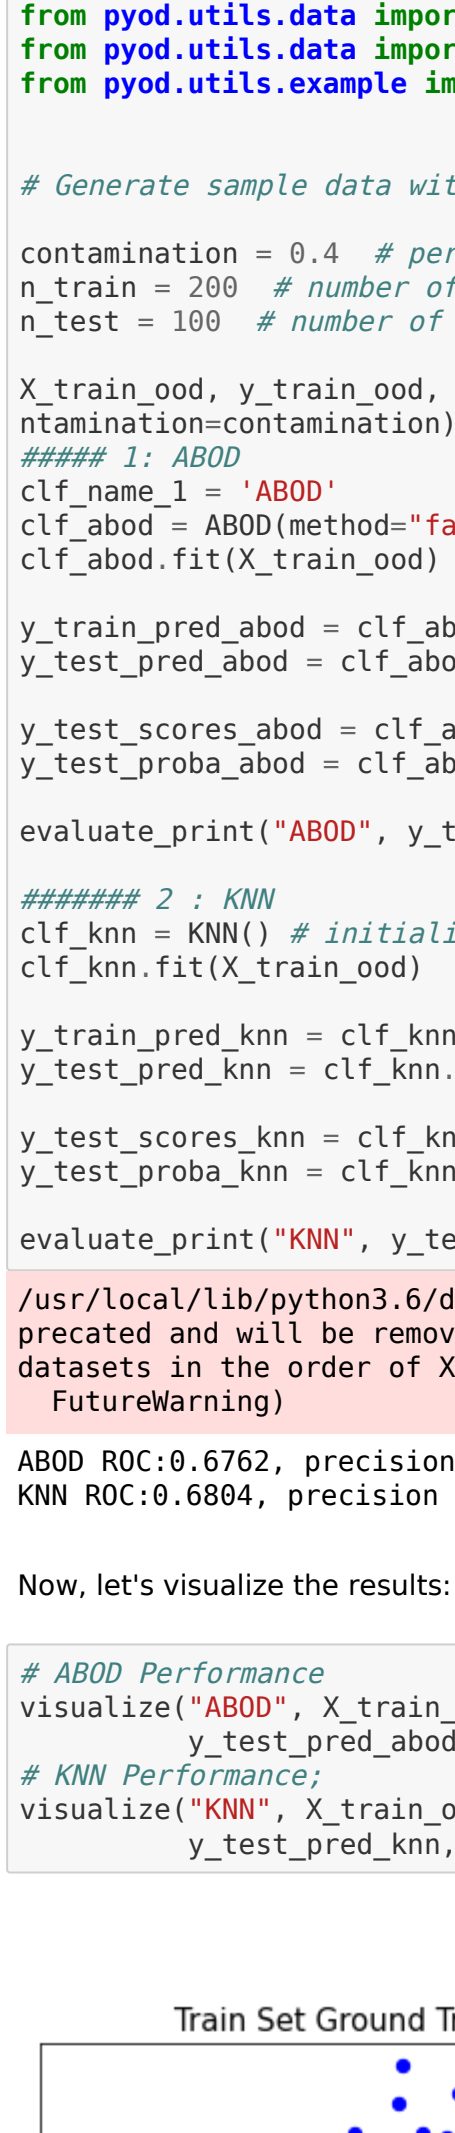 from pyod.utils.data impor
from pyod.utils.data impor
from pyod.utils.example im
# Generate sample data wit
contamination = 0.4  # per
n_train = 200  # number of
n_test = 100  # number of
X_train_ood, y_train_ood,
ntamination=contamination)
##### 1: ABOD
clf_name_1 = 'ABOD'
clf_abod = ABOD(method="fa
clf_abod.fit(X_train_ood)
y_train_pred_abod = clf_ab
y_test_pred_abod = clf_abo
y_test_scores_abod = clf_a
y_test_proba_abod = clf_ab
evaluate_print("ABOD", y_t
####### 2 : KNN
clf_knn = KNN() # initiali
clf_knn.fit(X_train_ood)
y_train_pred_knn = clf_knn
y_test_pred_knn = clf_knn.
y_test_scores_knn = clf_kn
y_test_proba_knn = clf_knn
evaluate_print("KNN", y_te
/usr/local/lib/python3.6/d
precated and will be remov
datasets in the order of X
  FutureWarning)
ABOD ROC:0.6762, precision
KNN ROC:0.6804, precision
Now, let's visualize the results:
# ABOD Performance
visualize("ABOD", X_train_
          y_test_pred_abod
# KNN Performance;
visualize("KNN", X_train_o
          y_test_pred_knn,
Train Set Ground Tr